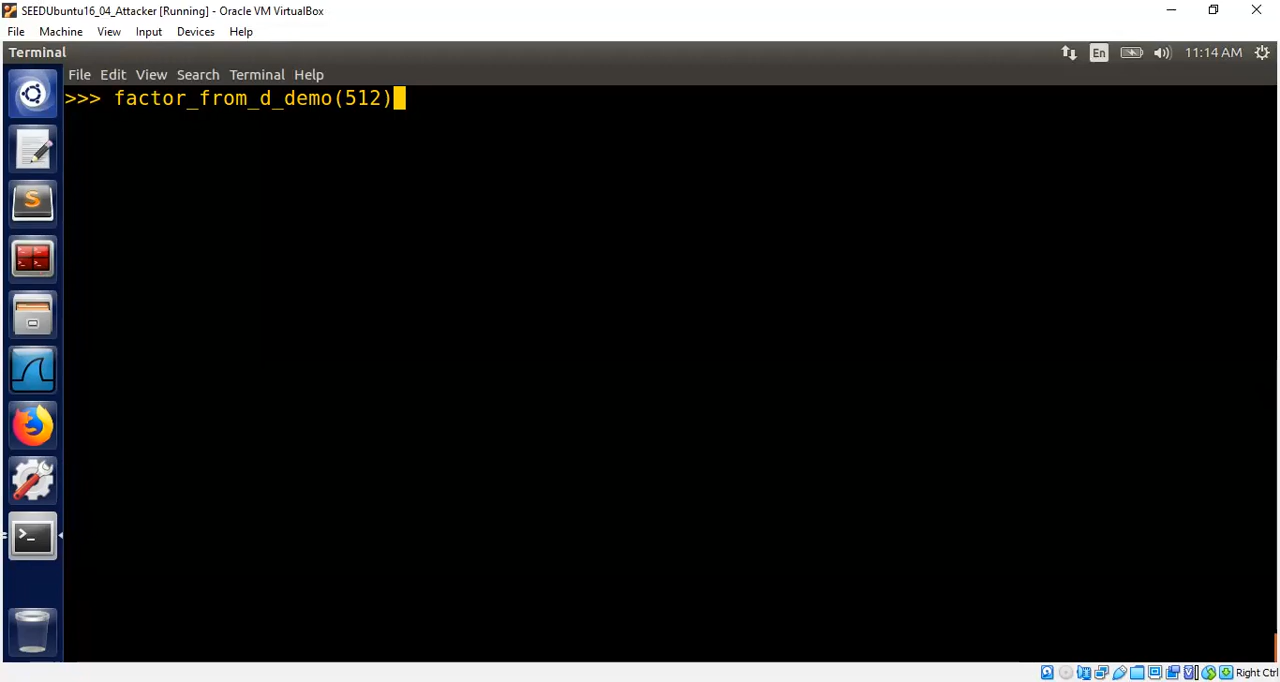 SEEDUbuntu16_04_Attacker [Running] - Oracle VM VirtualBox
File Machine View Input Devices Help
Terminal En 11:14 AM
File Edit View Search Terminal Help
>>> factor_from_d_demo(512)
S
>_
Right Ctrl